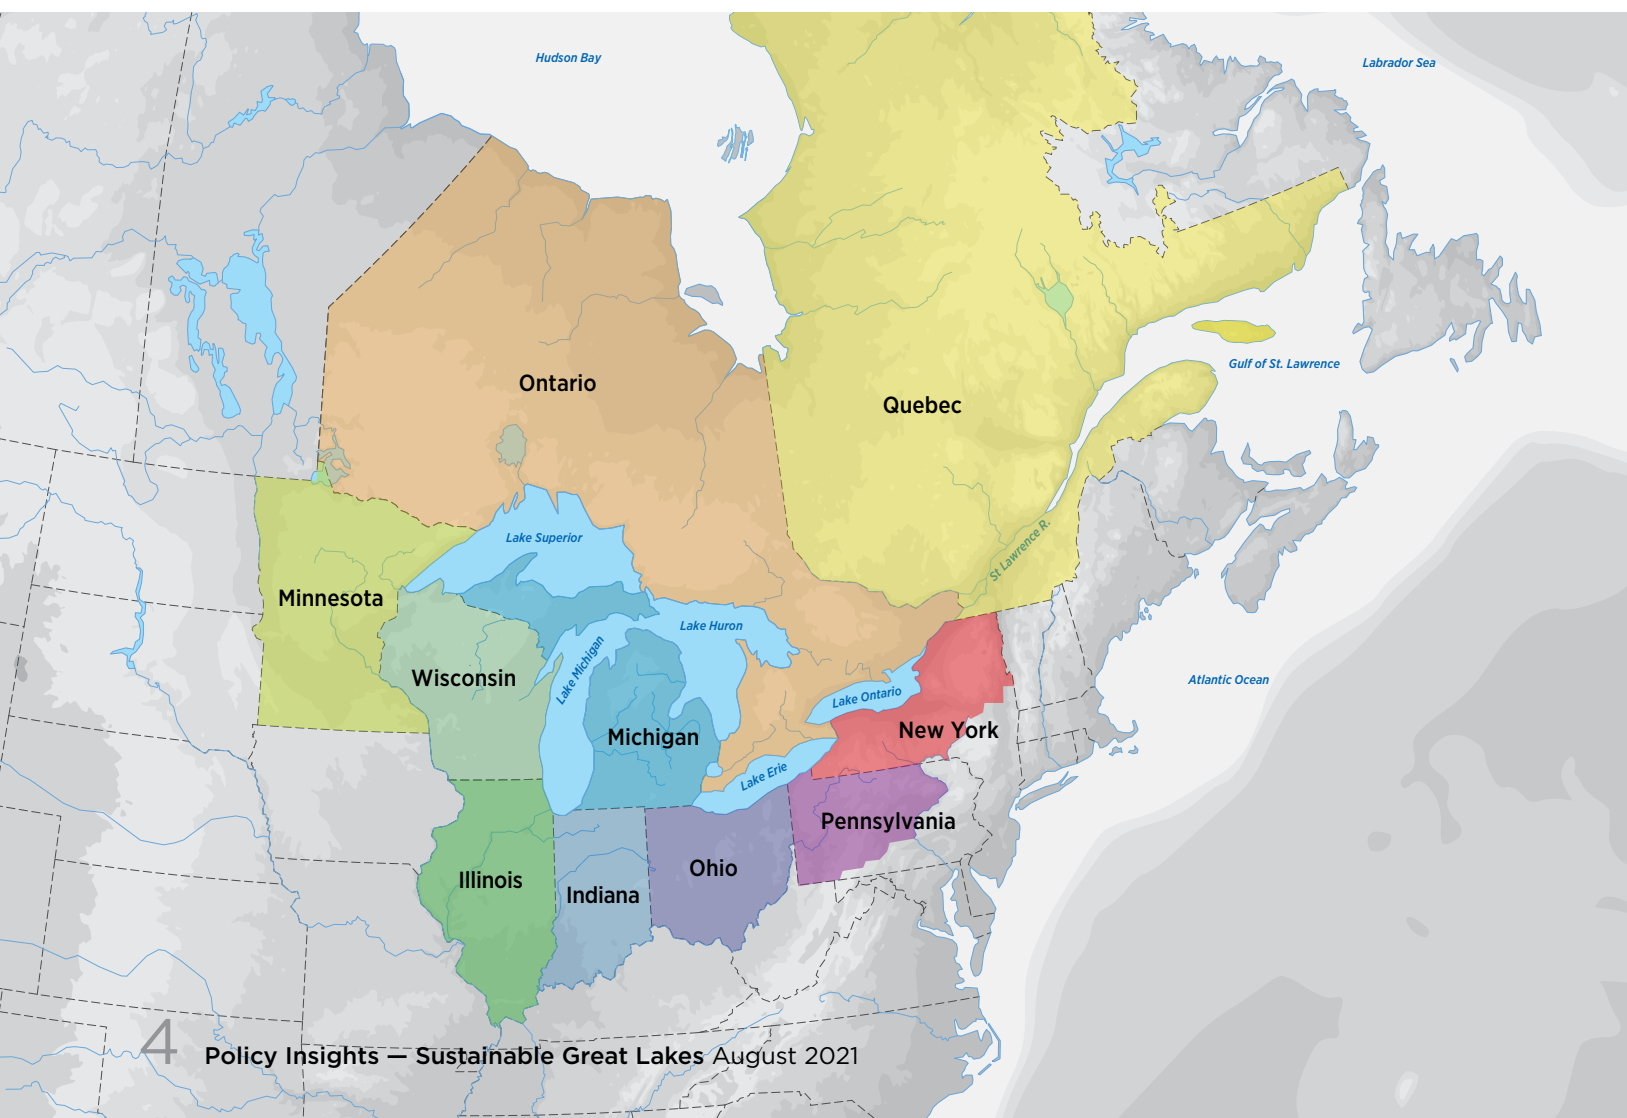 Hudson Bay
Labrador Sea
Gulf of St. Lawrence
Ontario
Quebec
Lake Superior
St Lawrence R.
Minnesota
Lake Huron
Lake Michigan
Wisconsin
Atlantic Ocean
Lake Ontario
New York
Michigan
Lake Erie
Pennsylvania
Ohio
Illinois
Indiana
4
Policy Insights — Sustainable Great Lakes August 2021